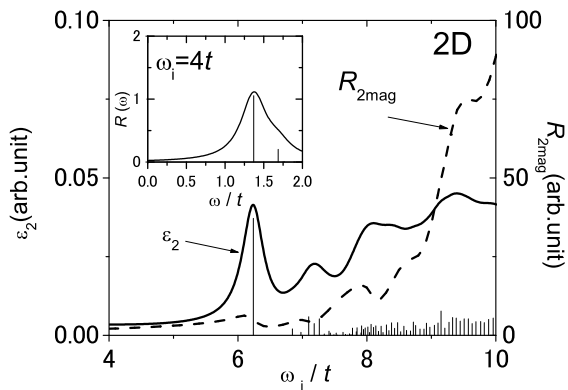 2D
ω_i=4t
R(ω)
2
1
0
0.0 0.5 1.0 1.5 2.0
ω / t
R_2mag
ε_2
0.10
0.05
0.00
ε_2(arb.unit)
100
50
0
R_2mag(arb.unit)
4 6 8 10
ω_i / t